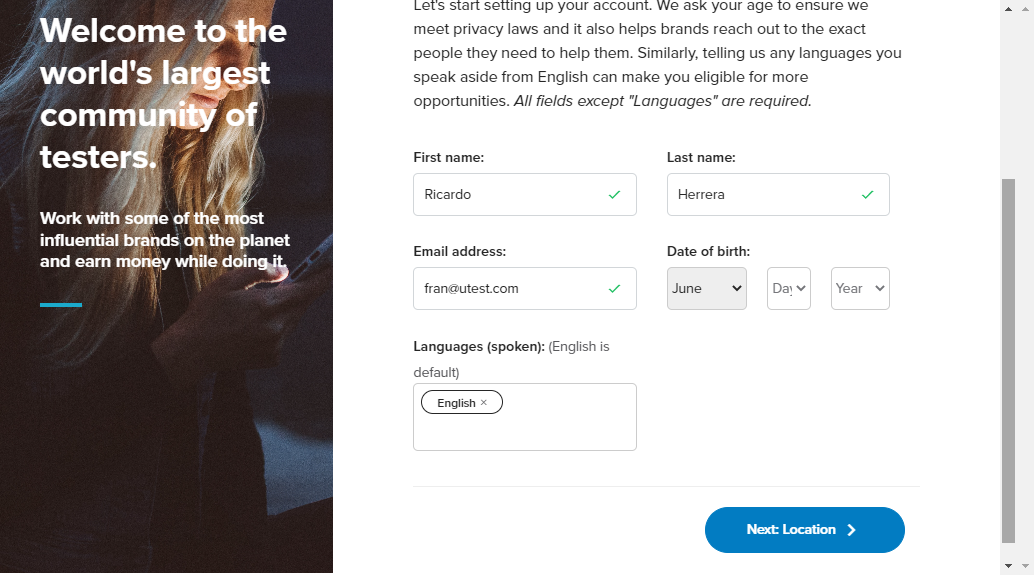 Welcome to the
world's largest
community of
testers.
Work with some of the most
influential brands on the planet
and earn money while doing it.
Let's start setting up your account. We ask your age to ensure we
meet privacy laws and it also helps brands reach out to the exact
people they need to help them. Similarly, telling us any languages you
speak aside from English can make you eligible for more
opportunities. All fields except "Languages" are required.
First name:
Last name:
Ricardo
Herrera
Email address:
Date of birth:
fran@utest.com
June
Day
Year
Languages (spoken): (English is
default)
English ×
Next: Location